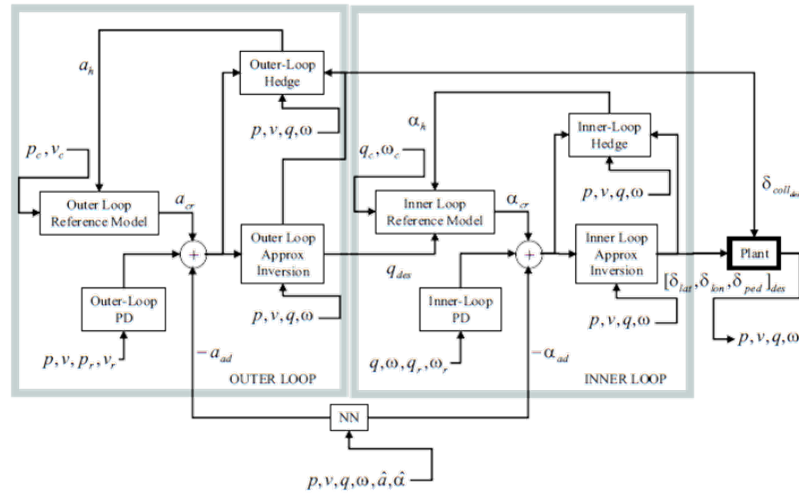 Outer-Loop
Hedge
a_h
p, v, q, ω
p_c, v_c
Outer Loop
Reference Model
a_cr
+
Outer Loop
Approx
Inversion
q_des
p, v, q, ω
Outer-Loop
PD
p, v, p_r, v_r
−a_ad
OUTER LOOP
Inner-Loop
Hedge
α_h
p, v, q, ω
q_c, ω_c
Inner Loop
Reference Model
α_cr
+
Inner Loop
Approx
Inversion
p, v, q, ω
Inner-Loop
PD
q, ω, q_r, ω_r
−α_ad
INNER LOOP
δ_coll_des
Plant
[δ_lat, δ_lon, δ_ped]_des
p, v, q, ω
NN
p, v, q, ω, â, α̂